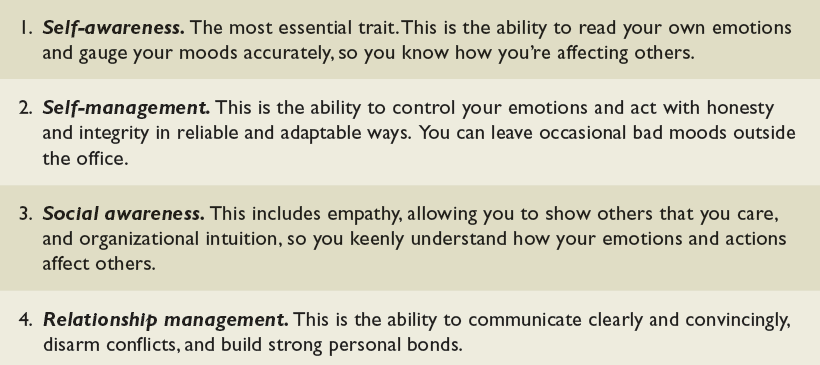 1. Self-awareness. The most essential trait. This is the ability to read your own emotions
and gauge your moods accurately, so you know how you're affecting others.
2. Self-management. This is the ability to control your emotions and act with honesty
and integrity in reliable and adaptable ways. You can leave occasional bad moods outside
the office.
3. Social awareness. This includes empathy, allowing you to show others that you care,
and organizational intuition, so you keenly understand how your emotions and actions
affect others.
4. Relationship management. This is the ability to communicate clearly and convincingly,
disarm conflicts, and build strong personal bonds.